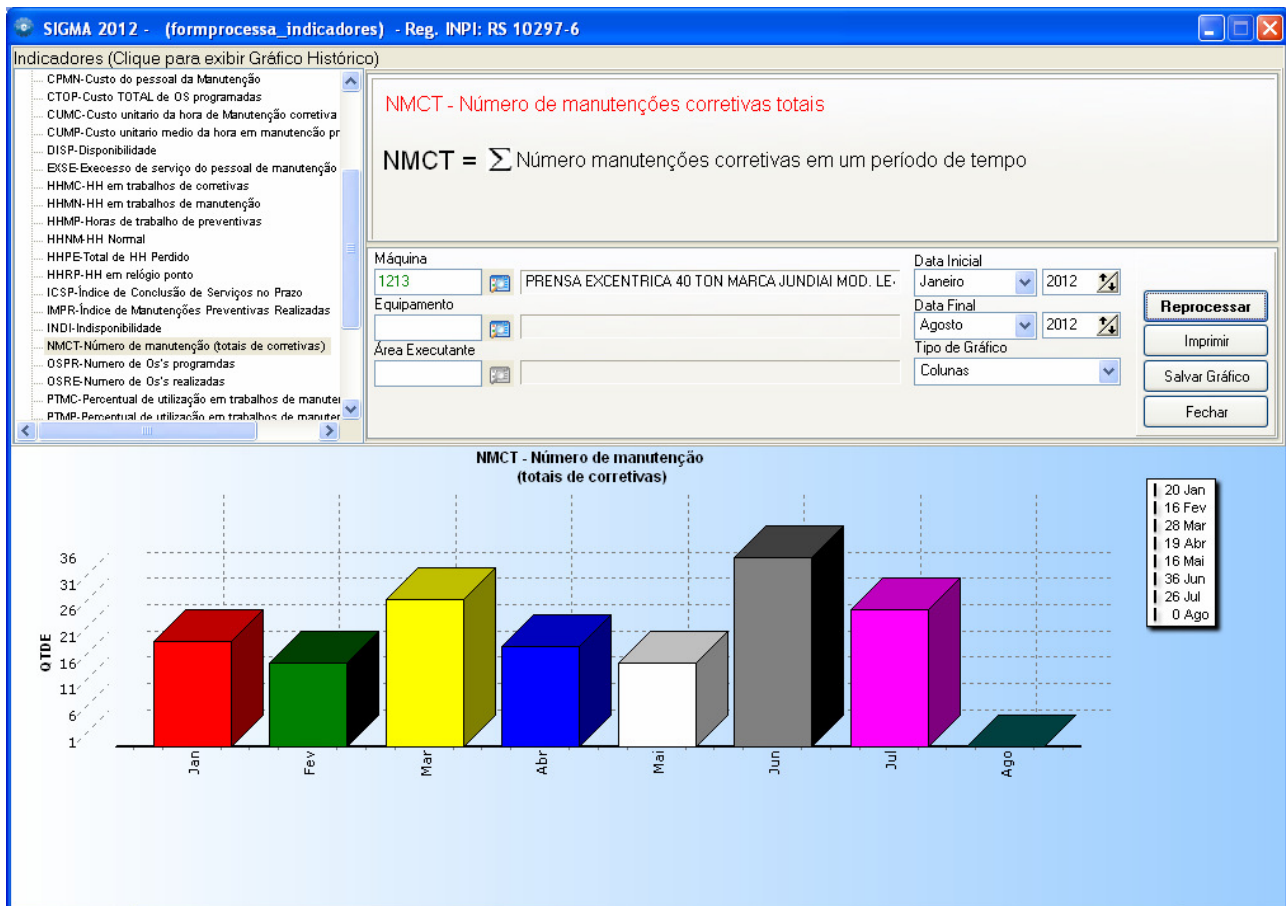 SIGMA 2012 - (formprocessa_indicadores) - Reg. INPI: RS 10297-6
Indicadores (Clique para exibir Gráfico Histórico)
CPMN-Custo do pessoal da Manutenção
CTOP-Custo TOTAL de OS programadas
CUMC-Custo unitario da hora de Manutenção corretiva
CUMP-Custo unitario medio da hora em manutencão pr
DISP-Disponibilidade
EXSE-Execesso de serviço do pessoal de manutenção
HHMC-HH em trabalhos de corretivas
HHMN-HH em trabalhos de manutenção
HHMP-Horas de trabalho de preventivas
HHNM-HH Normal
HHPE-Total de HH Perdido
HHRP-HH em relógio ponto
ICSP-Índice de Conclusão de Serviços no Prazo
IMPR-Índice de Manutenções Preventivas Realizadas
INDI-Indisponibilidade
NMCT-Número de manutenção (totais de corretivas)
OSPR-Numero de Os's programdas
OSRE-Numero de Os's realizadas
PTMC-Percentual de utilização em trabalhos de manuter
PTMP-Percentual de utilização em trabalhos de manuter
NMCT - Número de manutenções corretivas totais
NMCT = ∑ Número manutenções corretivas em um período de tempo
Máquina
1213
PRENSA EXCENTRICA 40 TON MARCA JUNDIAI MOD. LE-
Equipamento
Área Executante
Data Inicial
Janeiro 2012
Data Final
Agosto 2012
Tipo de Gráfico
Colunas
Reprocessar
Imprimir
Salvar Gráfico
Fechar
NMCT - Número de manutenção
(totais de corretivas)
QTDE
36
31
26
21
16
11
6
1
Jan
Fev
Mar
Abr
Mai
Jun
Jul
Ago
20 Jan
16 Fev
28 Mar
19 Abr
16 Mai
36 Jun
26 Jul
0 Ago